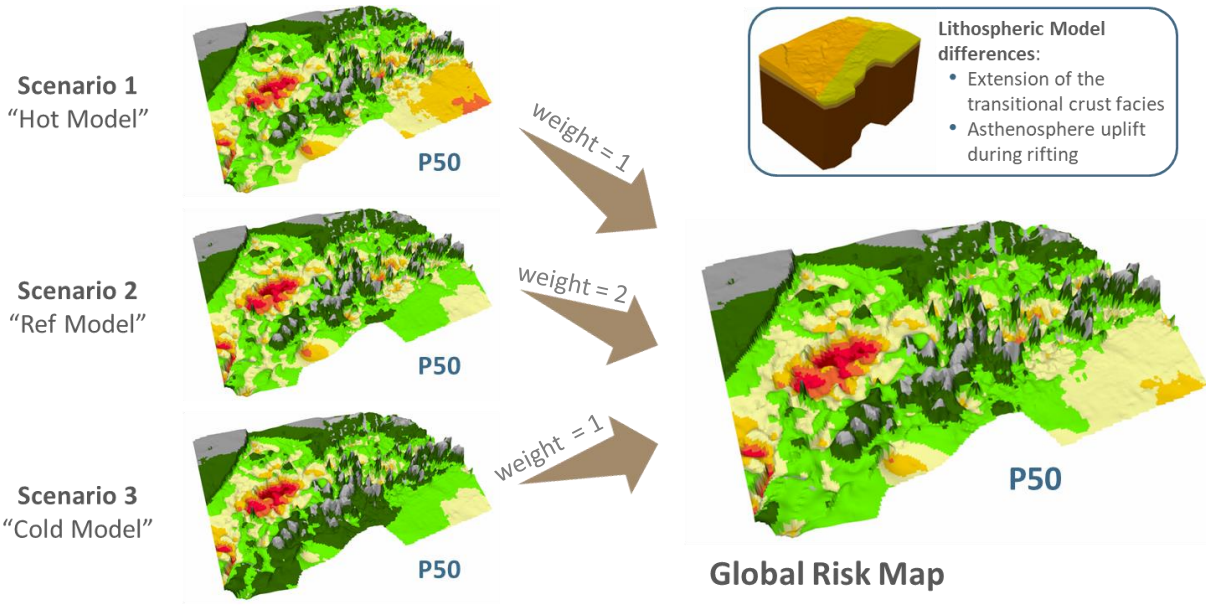 Scenario 1
“Hot Model”
P50
weight = 1
Lithospheric Model
differences:
• Extension of the
transitional crust facies
• Asthenosphere uplift
during rifting
Scenario 2
“Ref Model”
P50
weight = 2
Scenario 3
“Cold Model”
P50
weight = 1
P50
Global Risk Map